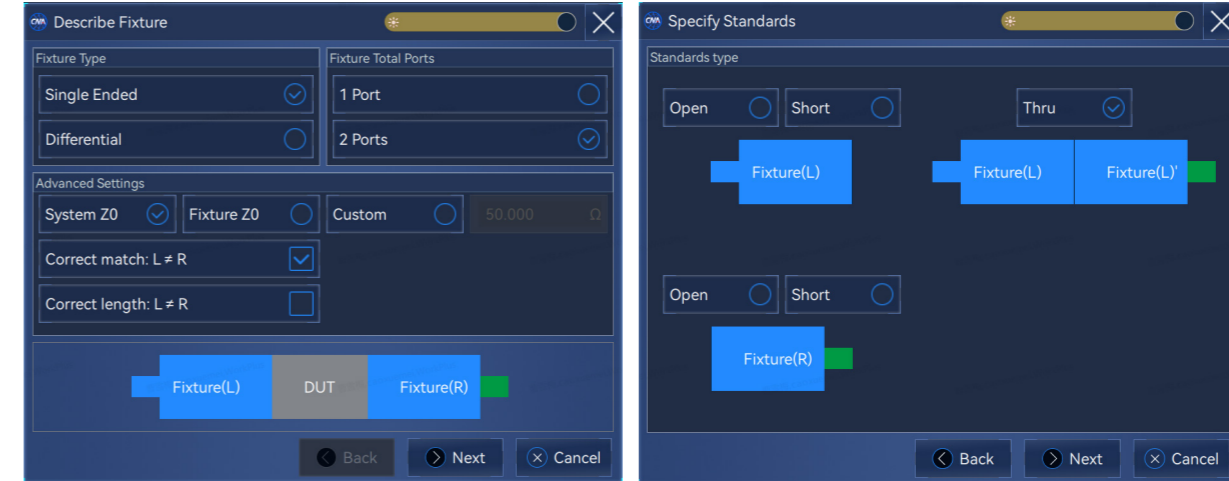 CNA Describe Fixture
Fixture Type
Fixture Total Ports
Single Ended
1 Port
Differential
2 Ports
Advanced Settings
System Z0
Fixture Z0
Custom
50.000 Ω
Correct match: L ≠ R
Correct length: L ≠ R
Fixture(L)
DUT
Fixture(R)
Back
Next
Cancel
Specify Standards
Standards type
Open
Short
Thru
Fixture(L)
Fixture(L)
Fixture(L)'
Open
Short
Fixture(R)
Back
Next
Cancel